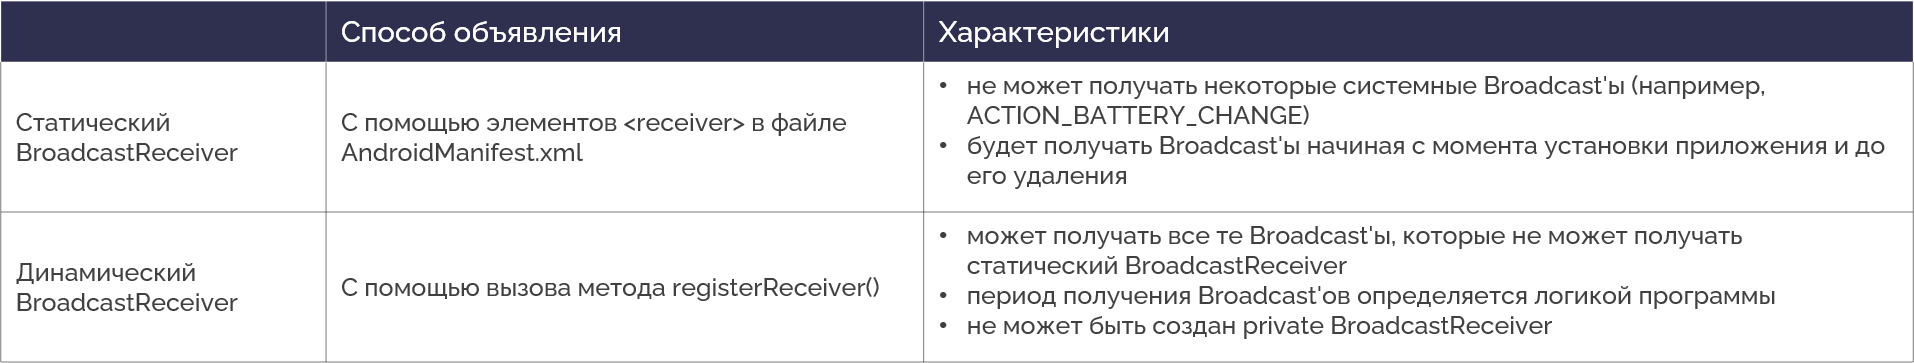 Способ объявления
Характеристики
Статический
BroadcastReceiver
С помощью элементов <receiver> в файле
AndroidManifest.xml
• не может получать некоторые системные Broadcast'ы (например,
ACTION_BATTERY_CHANGE)
• будет получать Broadcast'ы начиная с момента установки приложения и до
его удаления
Динамический
BroadcastReceiver
С помощью вызова метода registerReceiver()
• может получать все те Broadcast'ы, которые не может получать
статический BroadcastReceiver
• период получения Broadcast'ов определяется логикой программы
• не может быть создан private BroadcastReceiver